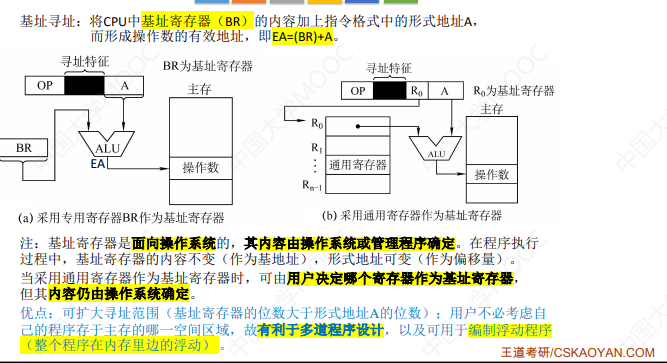 基址寻址：将CPU中基址寄存器（BR）的内容加上指令格式中的形式地址A，
而形成操作数的有效地址，即EA=(BR)+A。
寻址特征
OP
A
BR为基址寄存器
主存
BR
ALU
EA
操作数
(a) 采用专用寄存器BR作为基址寄存器
寻址特征
OP
R0
A
R0为基址寄存器
主存
R0
R1
⋮
通用寄存器
Rn−1
ALU
操作数
(b) 采用通用寄存器作为基址寄存器
注：基址寄存器是面向操作系统的，其内容由操作系统或管理程序确定。在程序执行
过程中，基址寄存器的内容不变（作为基地址），形式地址可变（作为偏移量）。
当采用通用寄存器作为基址寄存器时，可由用户决定哪个寄存器作为基址寄存器，
但其内容仍由操作系统确定。
优点：可扩大寻址范围（基址寄存器的位数大于形式地址A的位数）；用户不必考虑自
己的程序存于主存的哪一空间区域，故有利于多道程序设计，以及可用于编制浮动程序
（整个程序在内存里边的浮动）。
王道考研/CSKAOYAN.COM